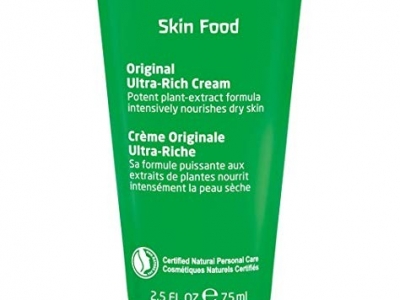 Skin Food
Original
Ultra-Rich Cream
Potent plant-extract formula
intensively nourishes dry skin
Crème Originale
Ultra-Riche
Sa formule puissante aux
extraits de plantes nourrit
intensément la peau sèche
Certified Natural Personal Care
Cosmétiques Naturels Certifiés
2.5 FL OZ ℮ 75 ml